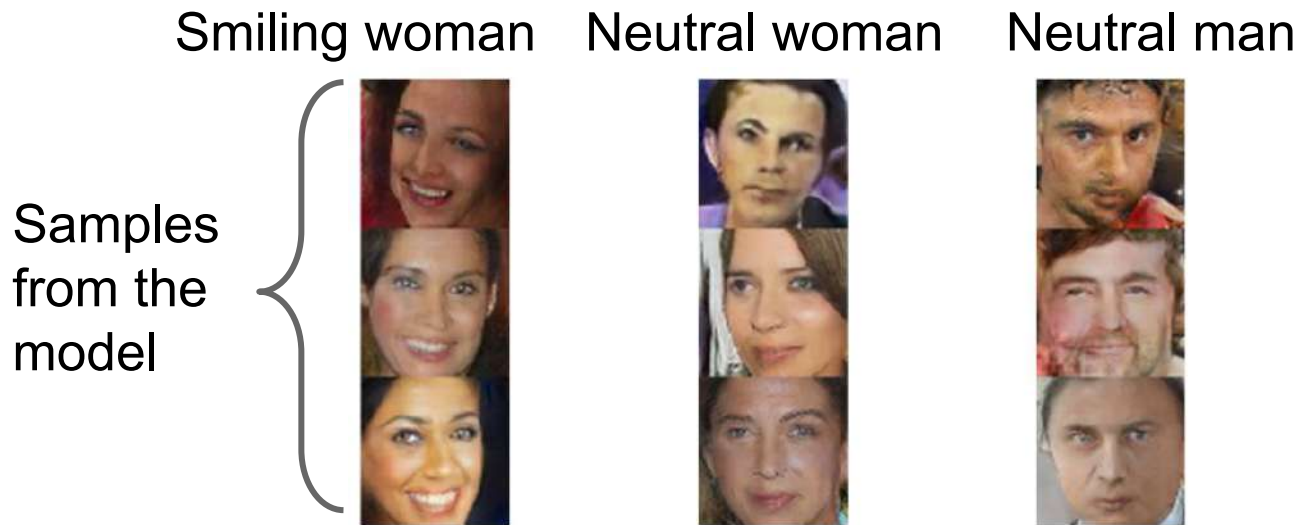 Smiling woman
Neutral woman
Neutral man
Samples
from the
model